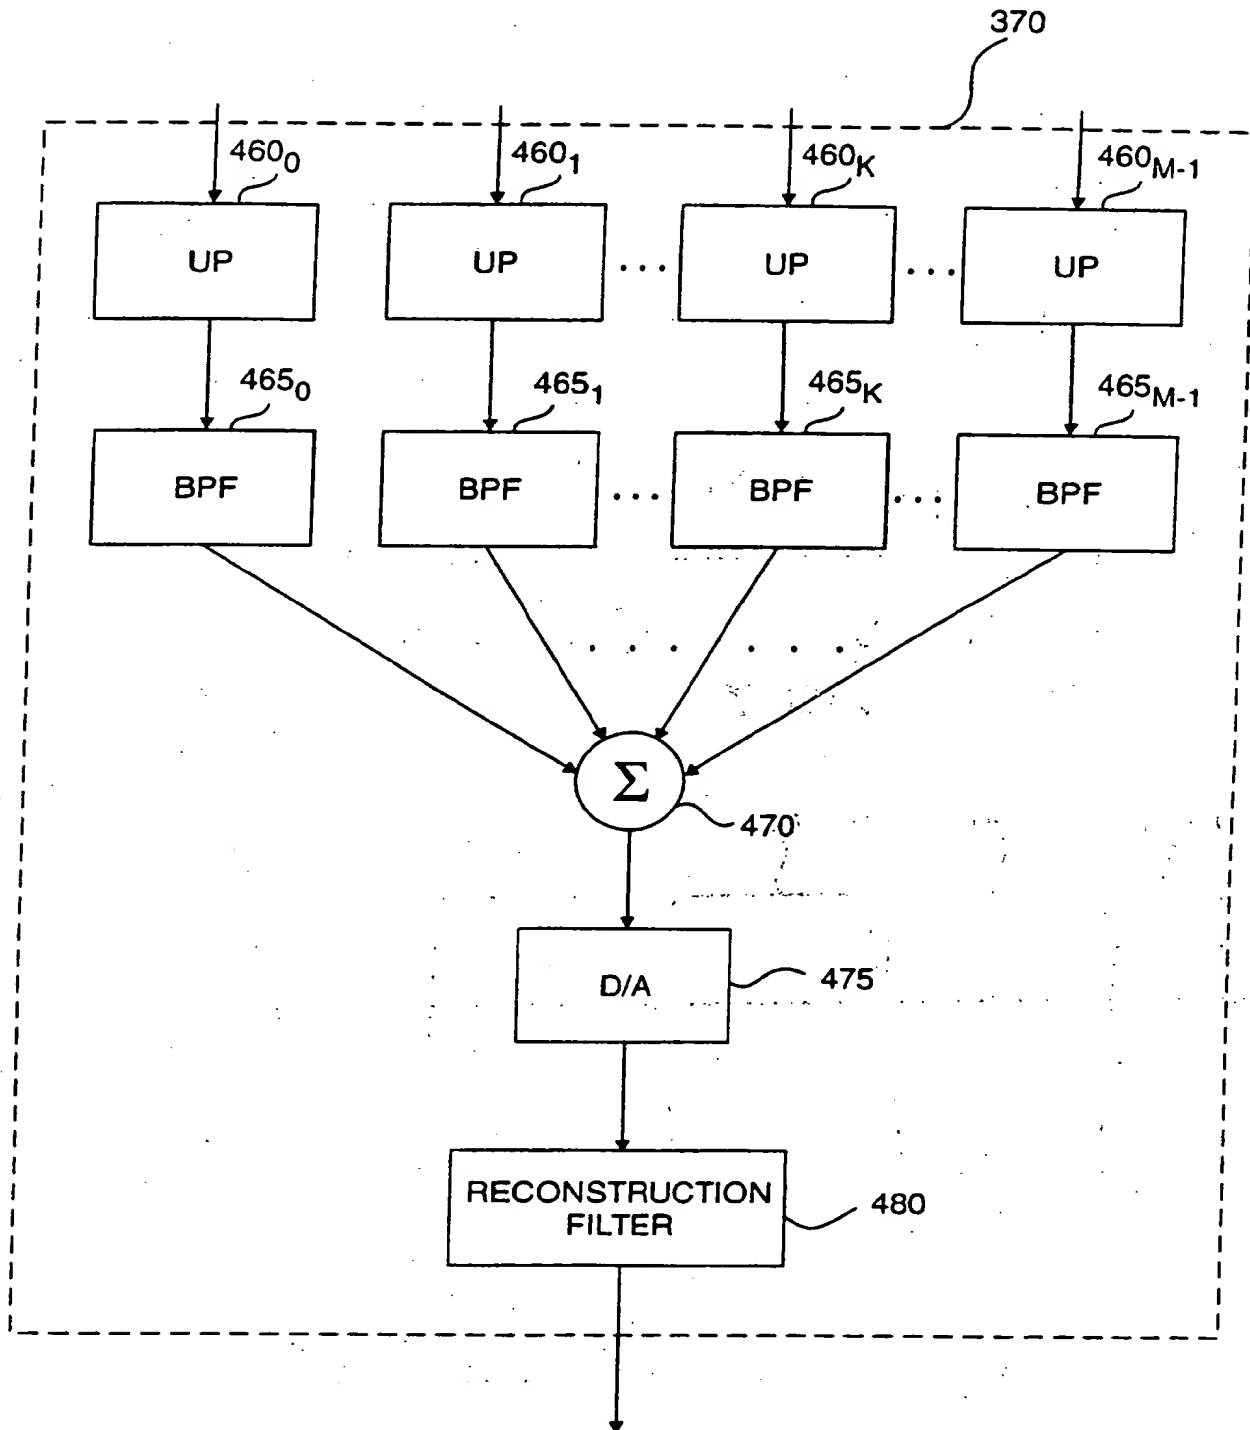 370
460₀ 460₁ 460K 460M-1
UP UP ... UP ... UP
465₀ 465₁ 465K 465M-1
BPF BPF ... BPF ... BPF
. . . . . .
Σ
470
D/A 475
RECONSTRUCTION
FILTER
480